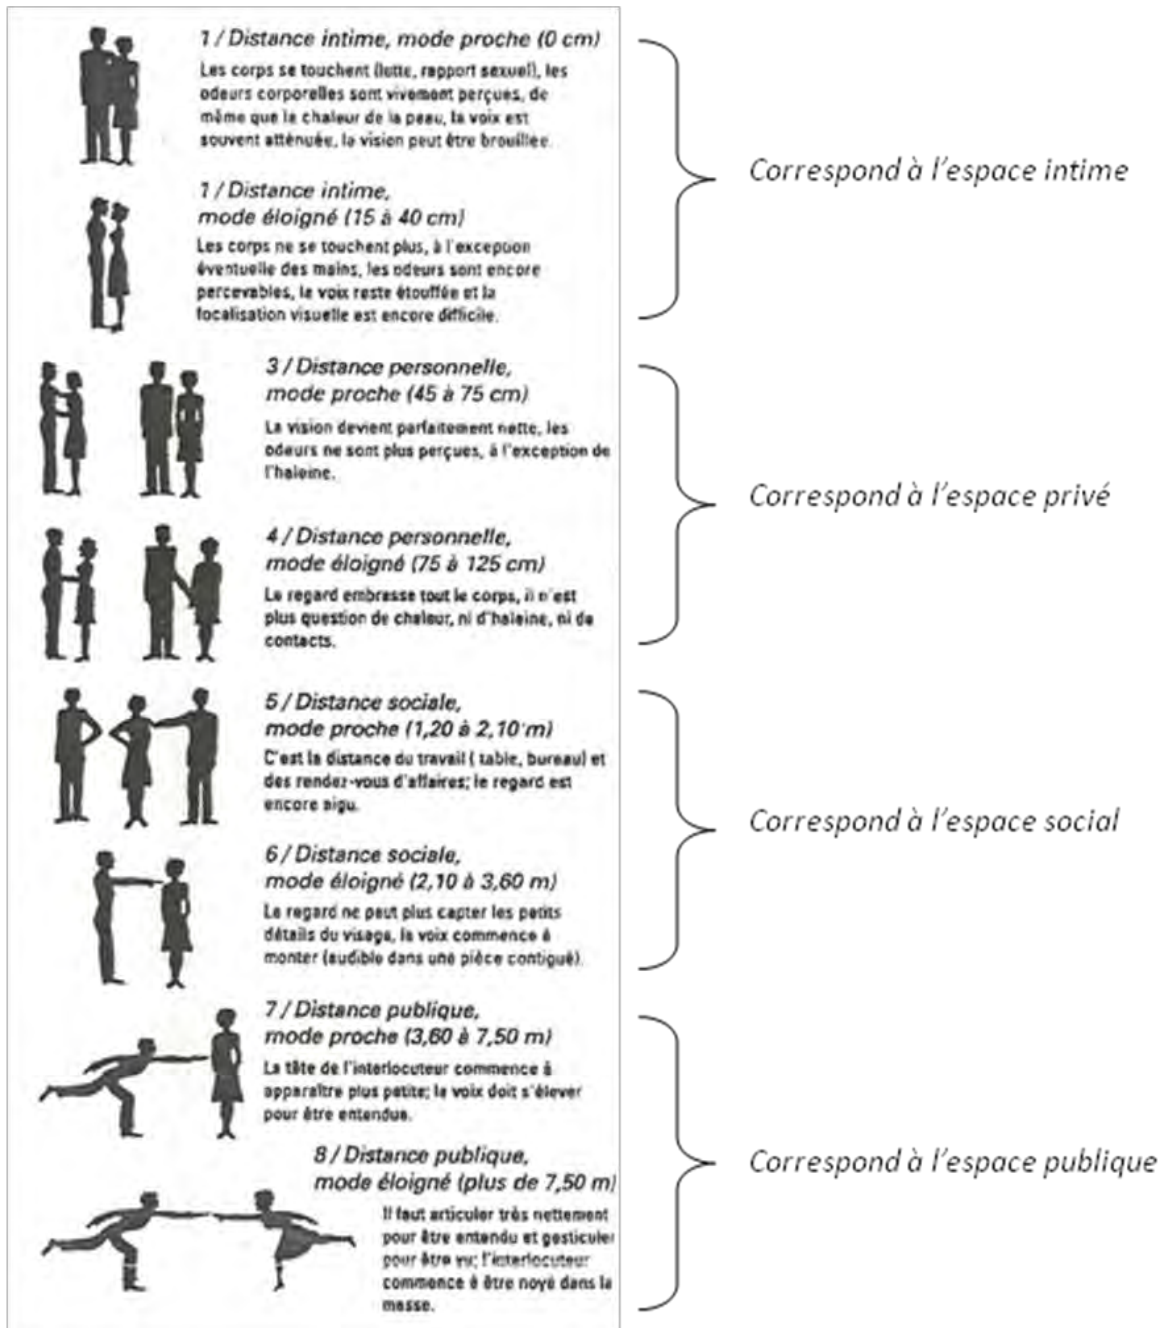 1 / Distance intime, mode proche (0 cm)
Les corps se touchent (lutte, rapport sexuel), les
odeurs corporelles sont vivement perçues, de
même que la chaleur de la peau, la voix est
souvent atténuée, la vision peut être brouillée.
Correspond à l'espace intime
1 / Distance intime,
mode éloigné (15 à 40 cm)
Les corps ne se touchent plus, à l'exception
éventuelle des mains, les odeurs sont encore
percevables, la voix reste étouffée et la
focalisation visuelle est encore difficile.
3 / Distance personnelle,
mode proche (45 à 75 cm)
La vision devient parfaitement nette, les
odeurs ne sont plus perçues, à l'exception de
l'haleine.
Correspond à l'espace privé
4 / Distance personnelle,
mode éloigné (75 à 125 cm)
Le regard embrasse tout le corps, il n'est
plus question de chaleur, ni d'haleine, ni de
contacts.
5 / Distance sociale,
mode proche (1,20 à 2,10 m)
C'est la distance du travail ( table, bureau) et
des rendez-vous d'affaires; le regard est
encore aigu.
Correspond à l'espace social
6 / Distance sociale,
mode éloigné (2,10 à 3,60 m)
Le regard ne peut plus capter les petits
détails du visage, la voix commence à
monter (audible dans une pièce contiguë).
7 / Distance publique,
mode proche (3,60 à 7,50 m)
La tête de l'interlocuteur commence à
apparaître plus petite; la voix doit s'élever
pour être entendue.
Correspond à l'espace publique
8 / Distance publique,
mode éloigné (plus de 7,50 m)
Il faut articuler très nettement
pour être entendu et gesticuler
pour être vu; l'interlocuteur
commence à être noyé dans la
masse.